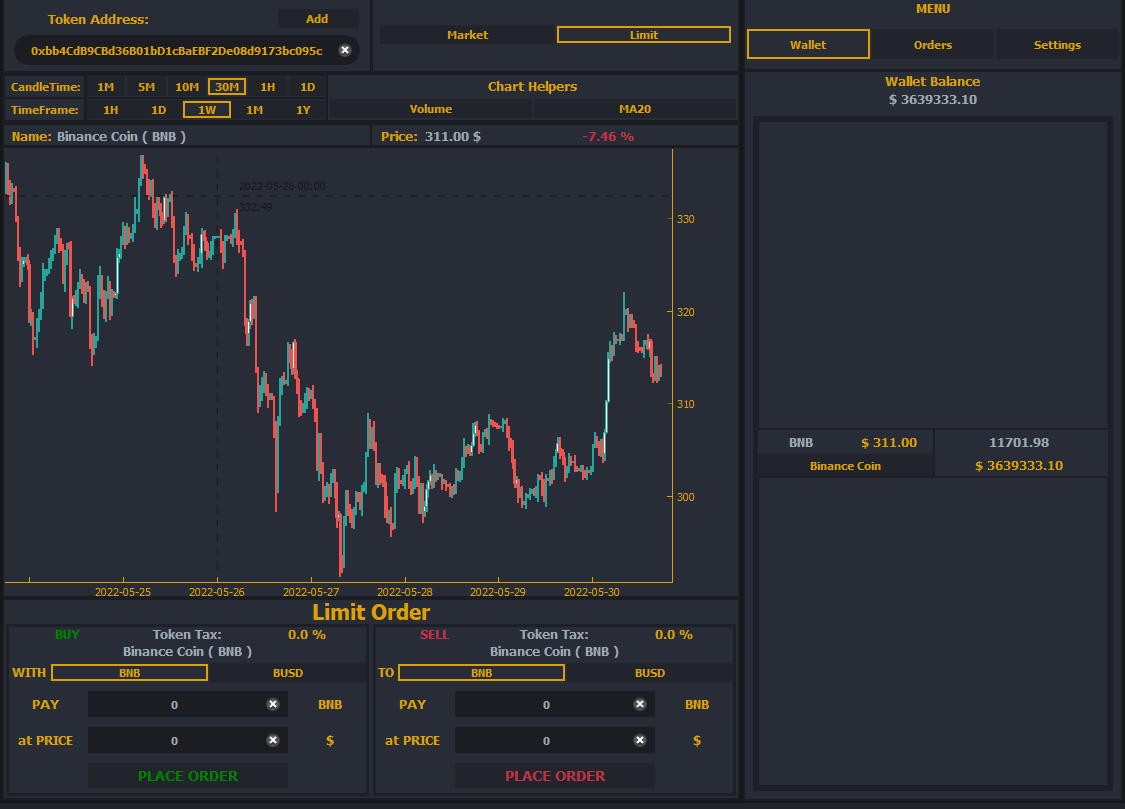 Token Address:
Add
0xbb4CdB9CBd36B01bD1cBaEBF2De08d9173bc095c
Market
Limit
MENU
Wallet
Orders
Settings
CandleTime: 1M 5M 10M 30M 1H 1D
TimeFrame: 1H 1D 1W 1M 1Y
Chart Helpers
Volume
MA20
Name: Binance Coin ( BNB )
Price: 311.00 $
-7.46 %
2022-05-26 00:00
332.49
330
320
310
300
2022-05-25 2022-05-26 2022-05-27 2022-05-28 2022-05-29 2022-05-30
Limit Order
BUY Token Tax: 0.0 %
Binance Coin ( BNB )
WITH BNB BUSD
PAY 0 BNB
at PRICE 0 $
PLACE ORDER
SELL Token Tax: 0.0 %
Binance Coin ( BNB )
TO BNB BUSD
PAY 0 BNB
at PRICE 0 $
PLACE ORDER
Wallet Balance
$ 3639333.10
BNB $ 311.00
Binance Coin
11701.98
$ 3639333.10